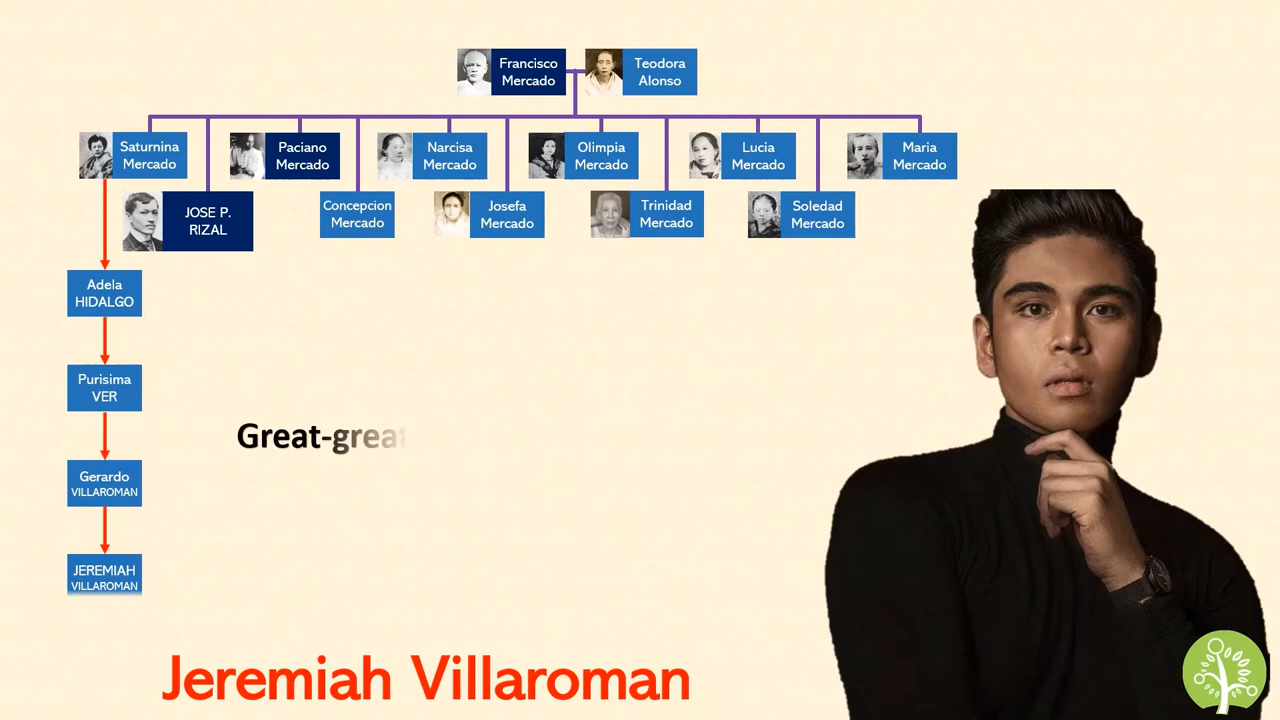 Francisco
Mercado
Teodora
Alonso
Saturnina
Mercado
Paciano
Mercado
Narcisa
Mercado
Olimpia
Mercado
Lucia
Mercado
Maria
Mercado
JOSE P.
RIZAL
Concepcion
Mercado
Josefa
Mercado
Trinidad
Mercado
Soledad
Mercado
Adela
HIDALGO
Purisima
VER
Great-great
Gerardo
VILLAROMAN
JEREMIAH
VILLAROMAN
Jeremiah Villaroman